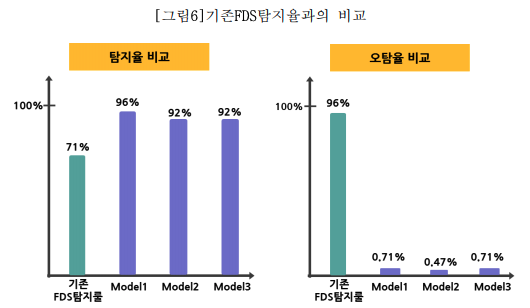 [그림6]기존FDS탐지율과의 비교
탐지율 비교
100%
71%
96%
92%
92%
기존
FDS탐지룰
Model1
Model2
Model3
오탐율 비교
100%
96%
0.71%
0.47%
0.71%
기존
FDS탐지룰
Model1
Model2
Model3